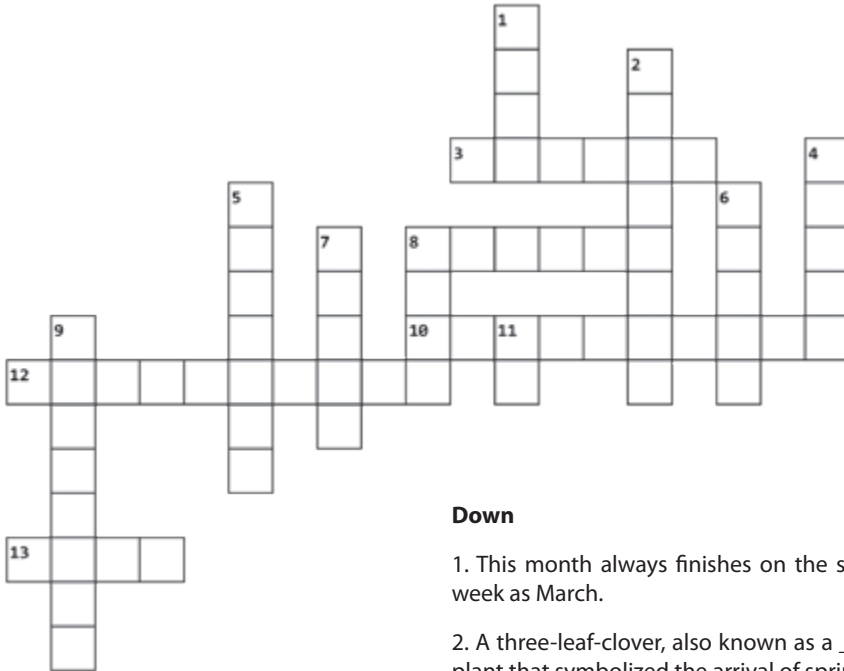 1
2
3
4
5
6
7
8
9
10
11
12
13
Down
1. This month always finishes on the s
week as March.
2. A three-leaf-clover, also known as a _
plant that symbolized the arrival of sprin